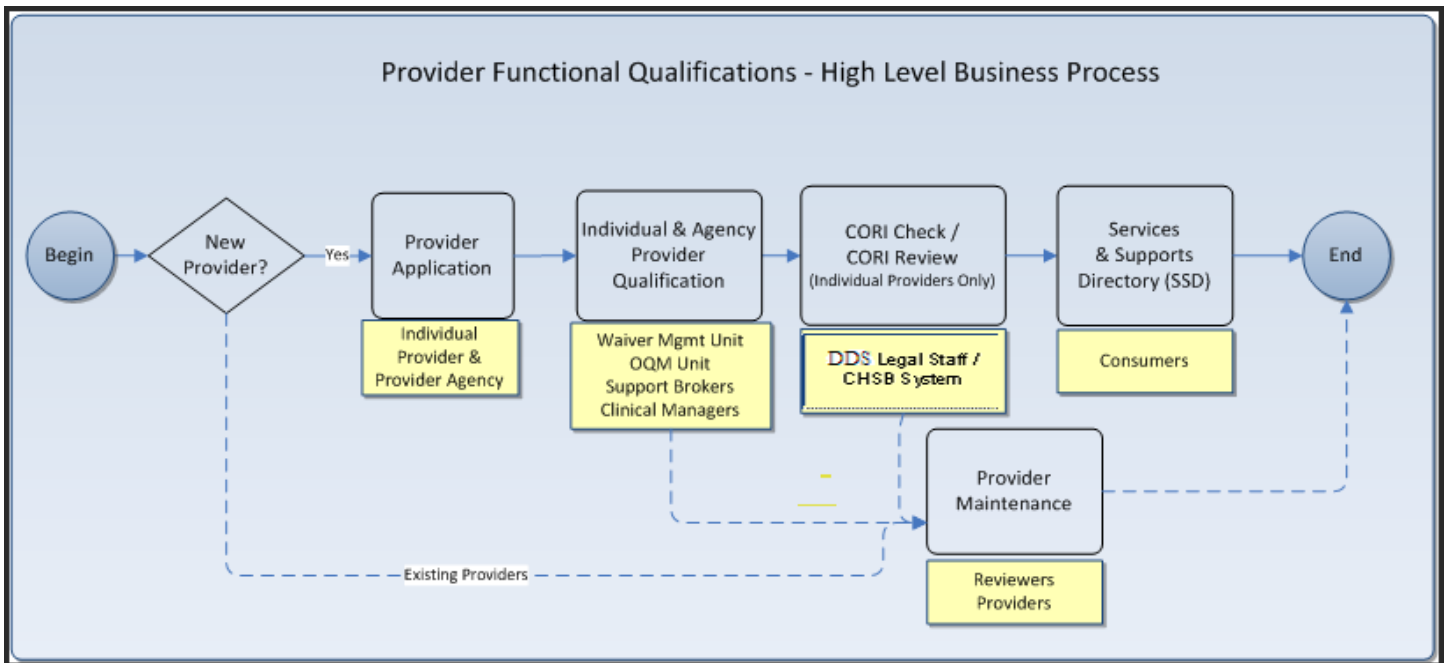 Provider Functional Qualifications - High Level Business Process
Begin
New
Provider?
Yes
Provider
Application
Individual
Provider &
Provider Agency
Individual & Agency
Provider
Qualification
Waiver Mgmt Unit
OQM Unit
Support Brokers
Clinical Managers
CORI Check /
CORI Review
(Individual Providers Only)
DDS Legal Staff /
CHSB System
Services
& Supports
Directory (SSD)
Consumers
End
Provider
Maintenance
Reviewers
Providers
Existing Providers